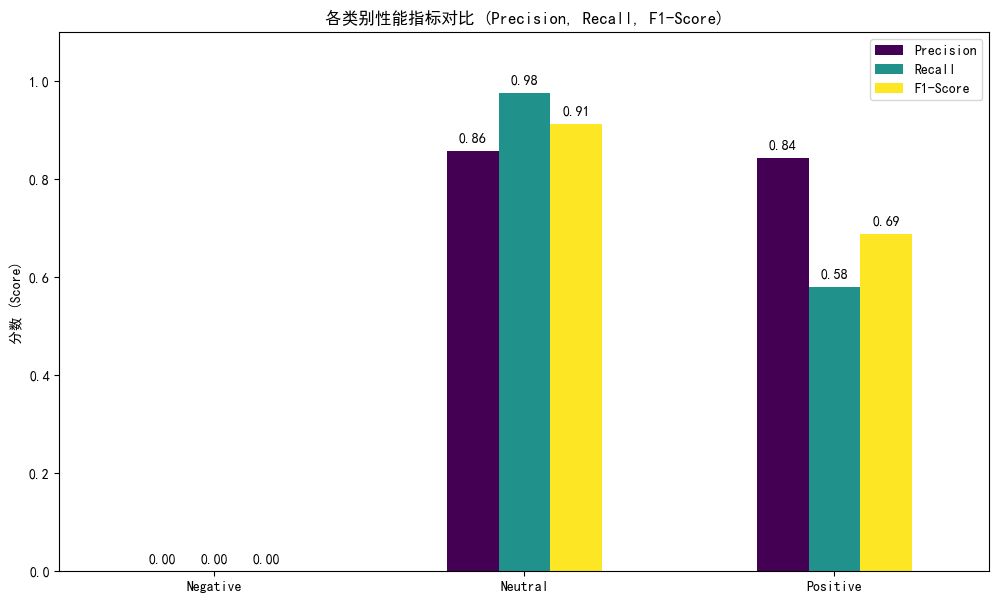 各类别性能指标对比 (Precision, Recall, F1-Score)
Precision
Recall
F1-Score
分数 (Score)
1.0
0.8
0.6
0.4
0.2
0.0
0.00 0.00 0.00
0.86 0.98 0.91
0.84 0.58 0.69
Negative Neutral Positive